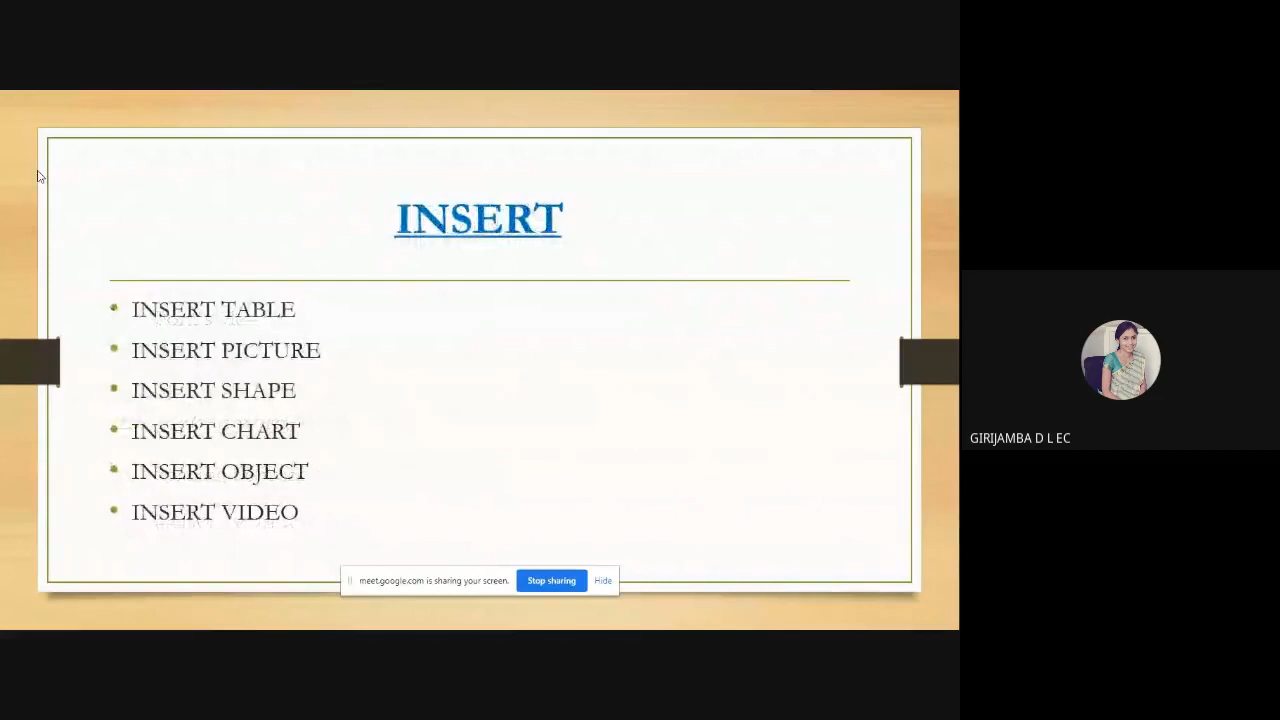 INSERT
INSERT TABLE
INSERT PICTURE
INSERT SHAPE
INSERT CHART
INSERT OBJECT
INSERT VIDEO
meet.google.com is sharing your screen. Stop sharing Hide
GIRIJAMBA D L EC